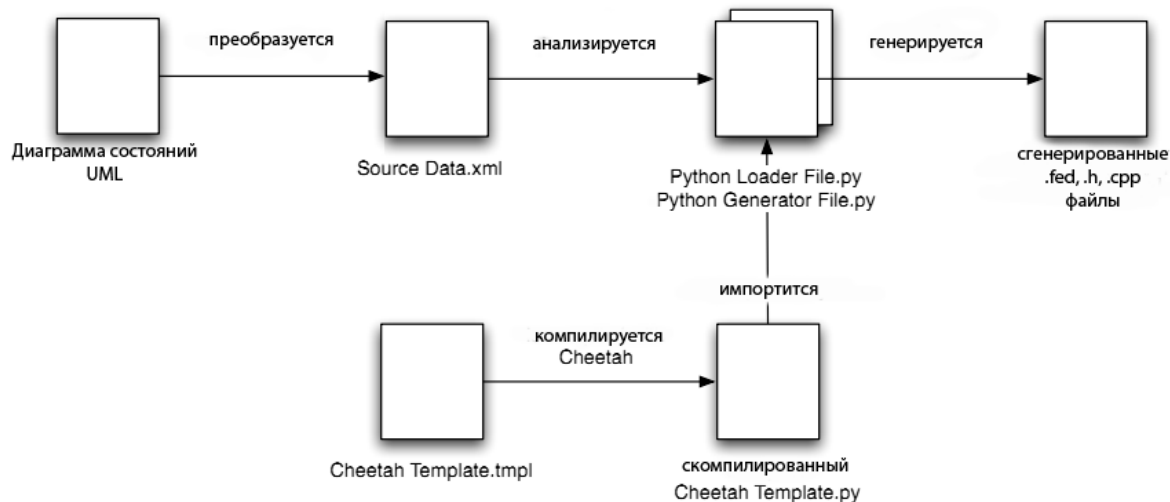 преобразуется
анализируется
генерируется
Диаграмма состояний
UML
Source Data.xml
Python Loader File.py
Python Generator File.py
сгенерированные
.fed, .h, .cpp
файлы
импортится
компилируется
Cheetah
Cheetah Template.tmpl
скомпилированный
Cheetah Template.py